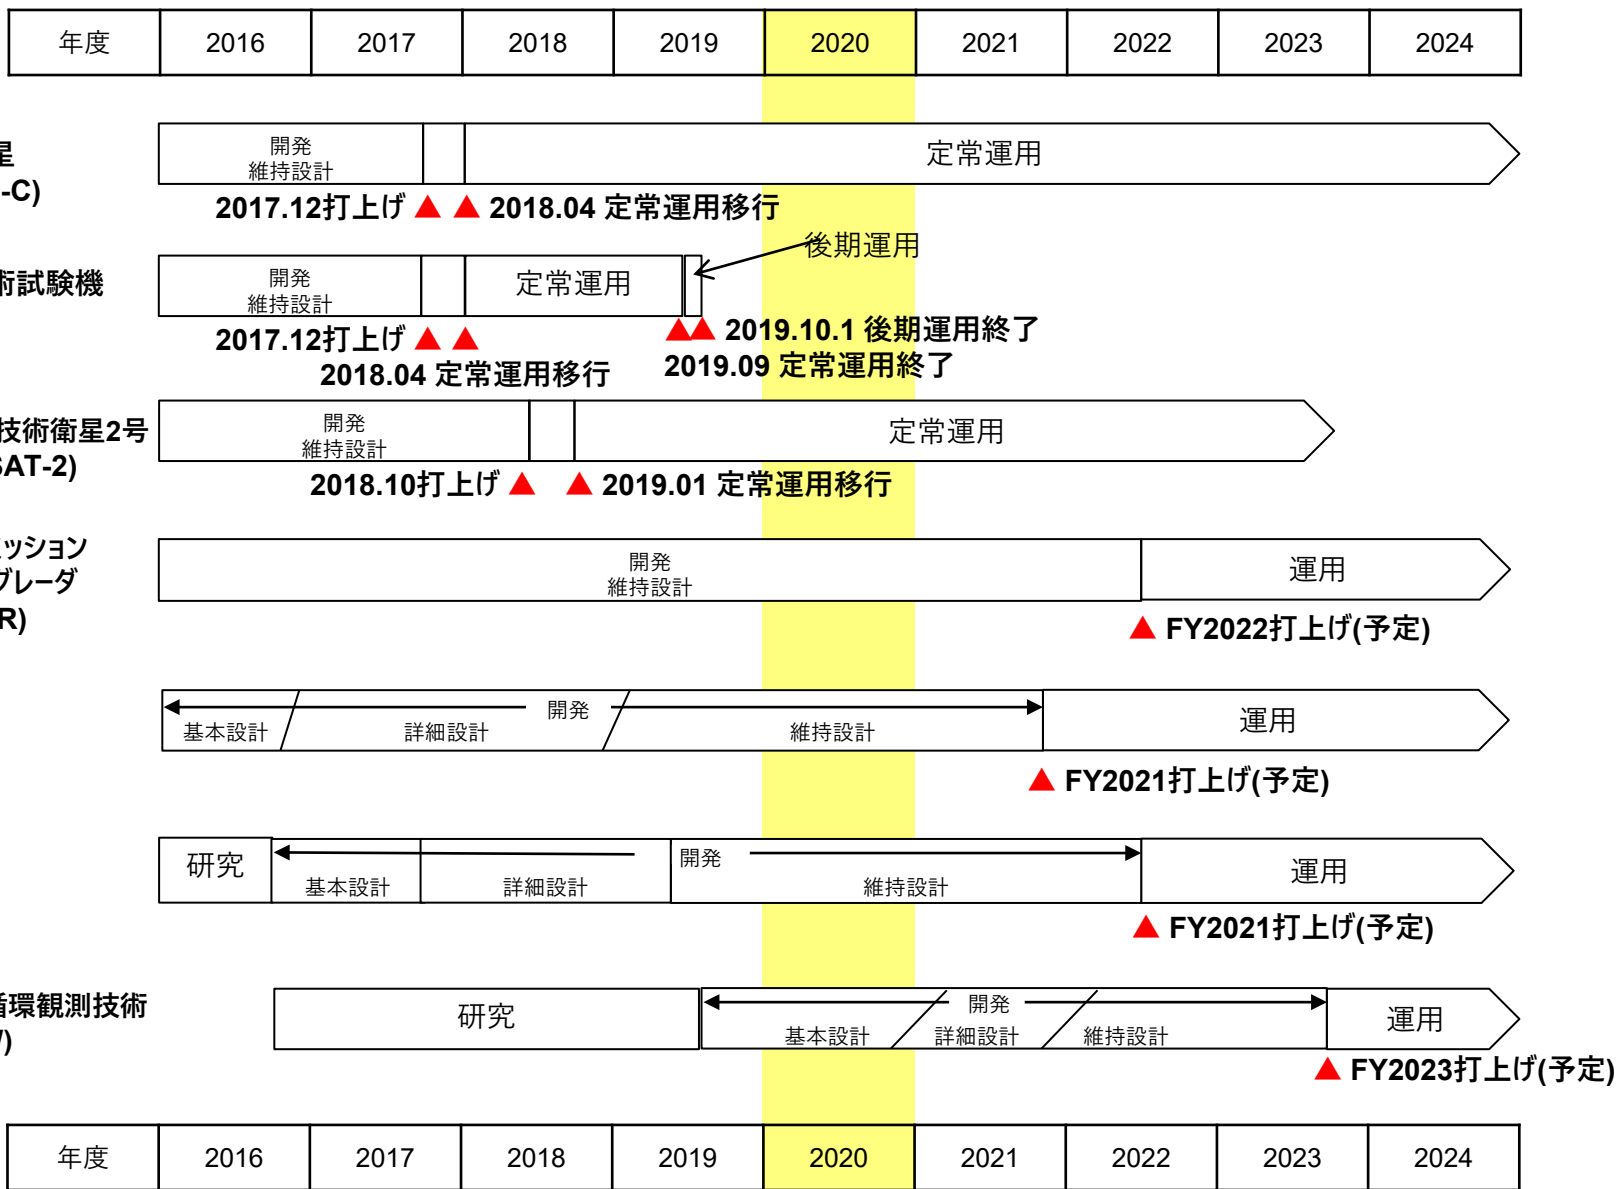 年度 2016 2017 2018 2019 2020 2021 2022 2023 2024
星
-C)
開発
維持設計
定常運用
2017.12打上げ ▲ ▲ 2018.04 定常運用移行
術試験機
開発
維持設計
定常運用
後期運用
2017.12打上げ ▲ ▲
2018.04 定常運用移行
▲▲ 2019.10.1 後期運用終了
2019.09 定常運用終了
技術衛星2号
SAT-2)
開発
維持設計
定常運用
2018.10打上げ ▲ ▲ 2019.01 定常運用移行
ミッション
グレーダ
R)
開発
維持設計
運用
▲ FY2022打上げ(予定)
開発
基本設計 詳細設計 維持設計
運用
▲ FY2021打上げ(予定)
研究
開発
基本設計 詳細設計 維持設計
運用
▲ FY2021打上げ(予定)
循環観測技術
研究
開発
基本設計 詳細設計 維持設計
運用
▲ FY2023打上げ(予定)
年度 2016 2017 2018 2019 2020 2021 2022 2023 2024